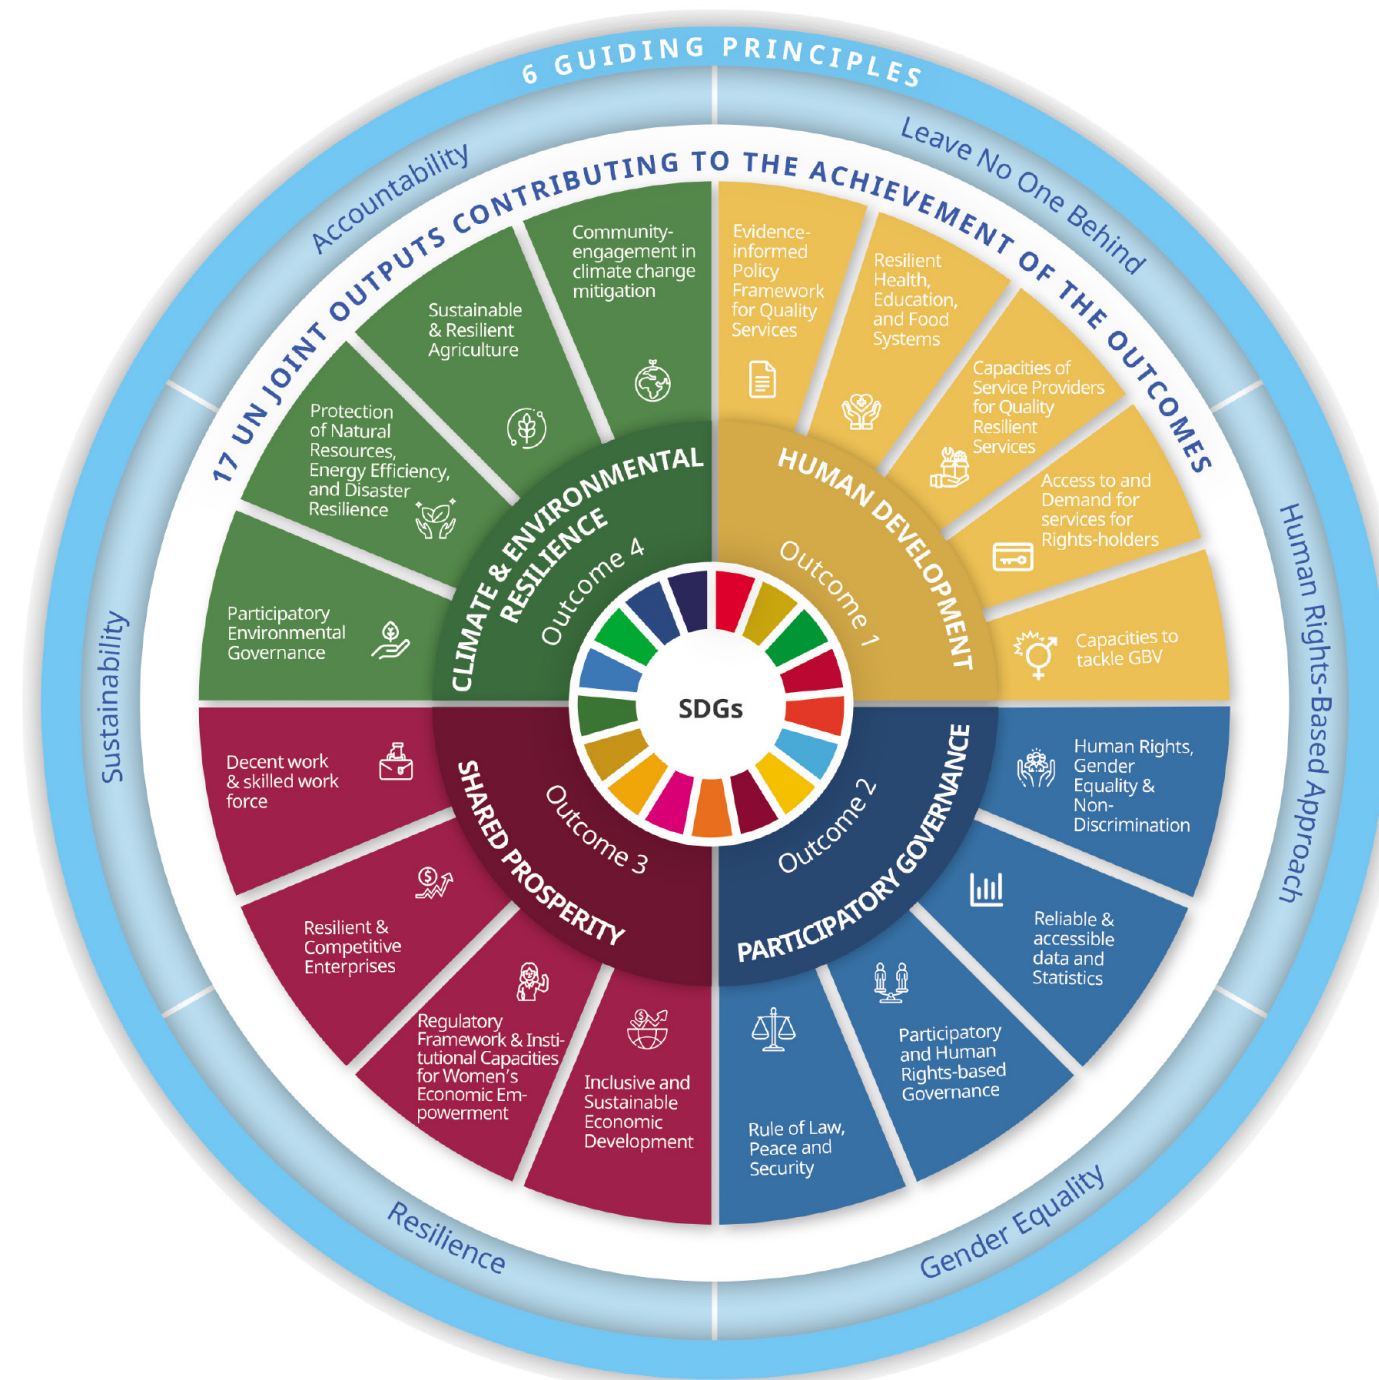 6 GUIDING PRINCIPLES
Leave No One Behind
Human Rights-Based Approach
Gender Equality
Resilience
Sustainability
Accountability
17 UN JOINT OUTPUTS CONTRIBUTING TO THE ACHIEVEMENT OF THE OUTCOMES
Evidence-
informed
Policy
Framework
for Quality
Services
Resilient
Health,
Education,
and Food
Systems
Capacities of
Service Providers
for Quality
Resilient
Services
Access to and
Demand for
services for
Rights-holders
Capacities to
tackle GBV
HUMAN DEVELOPMENT
Outcome 1
Human Rights,
Gender
Equality &
Non-
Discrimination
Reliable &
accessible
data and
Statistics
Participatory
and Human
Rights-based
Governance
Rule of Law,
Peace and
Security
PARTICIPATORY GOVERNANCE
Outcome 2
Inclusive and
Sustainable
Economic
Development
Regulatory
Framework & Insti-
tutional Capacities
for Women's
Economic Em-
powerment
Resilient &
Competitive
Enterprises
Decent work
& skilled work
force
SHARED PROSPERITY
Outcome 3
Participatory
Environmental
Governance
Protection
of Natural
Resources,
Energy Efficiency,
and Disaster
Resilience
Sustainable
& Resilient
Agriculture
Community-
engagement in
climate change
mitigation
CLIMATE & ENVIRONMENTAL
RESILIENCE
Outcome 4
SDGs